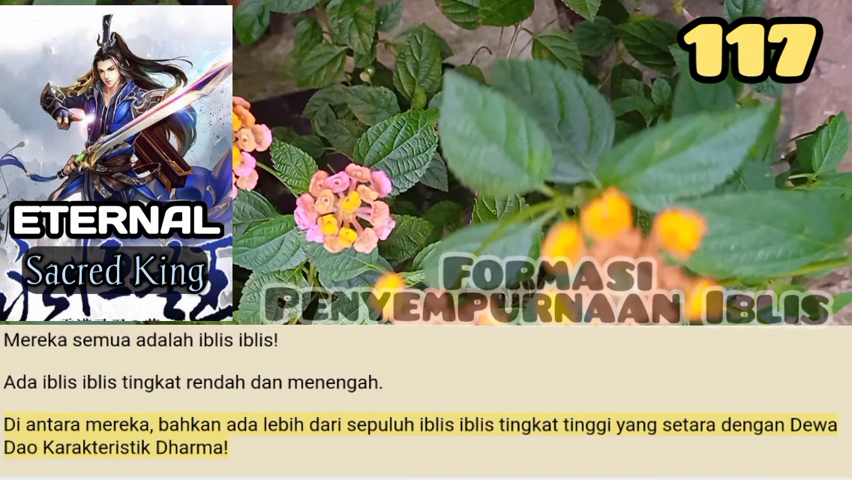 117
ETERNAL
Sacred King
FORMASI
PENYEMPURNAAN IBLIS
Mereka semua adalah iblis iblis!
Ada iblis iblis tingkat rendah dan menengah.
Di antara mereka, bahkan ada lebih dari sepuluh iblis iblis tingkat tinggi yang setara dengan Dewa
Dao Karakteristik Dharma!